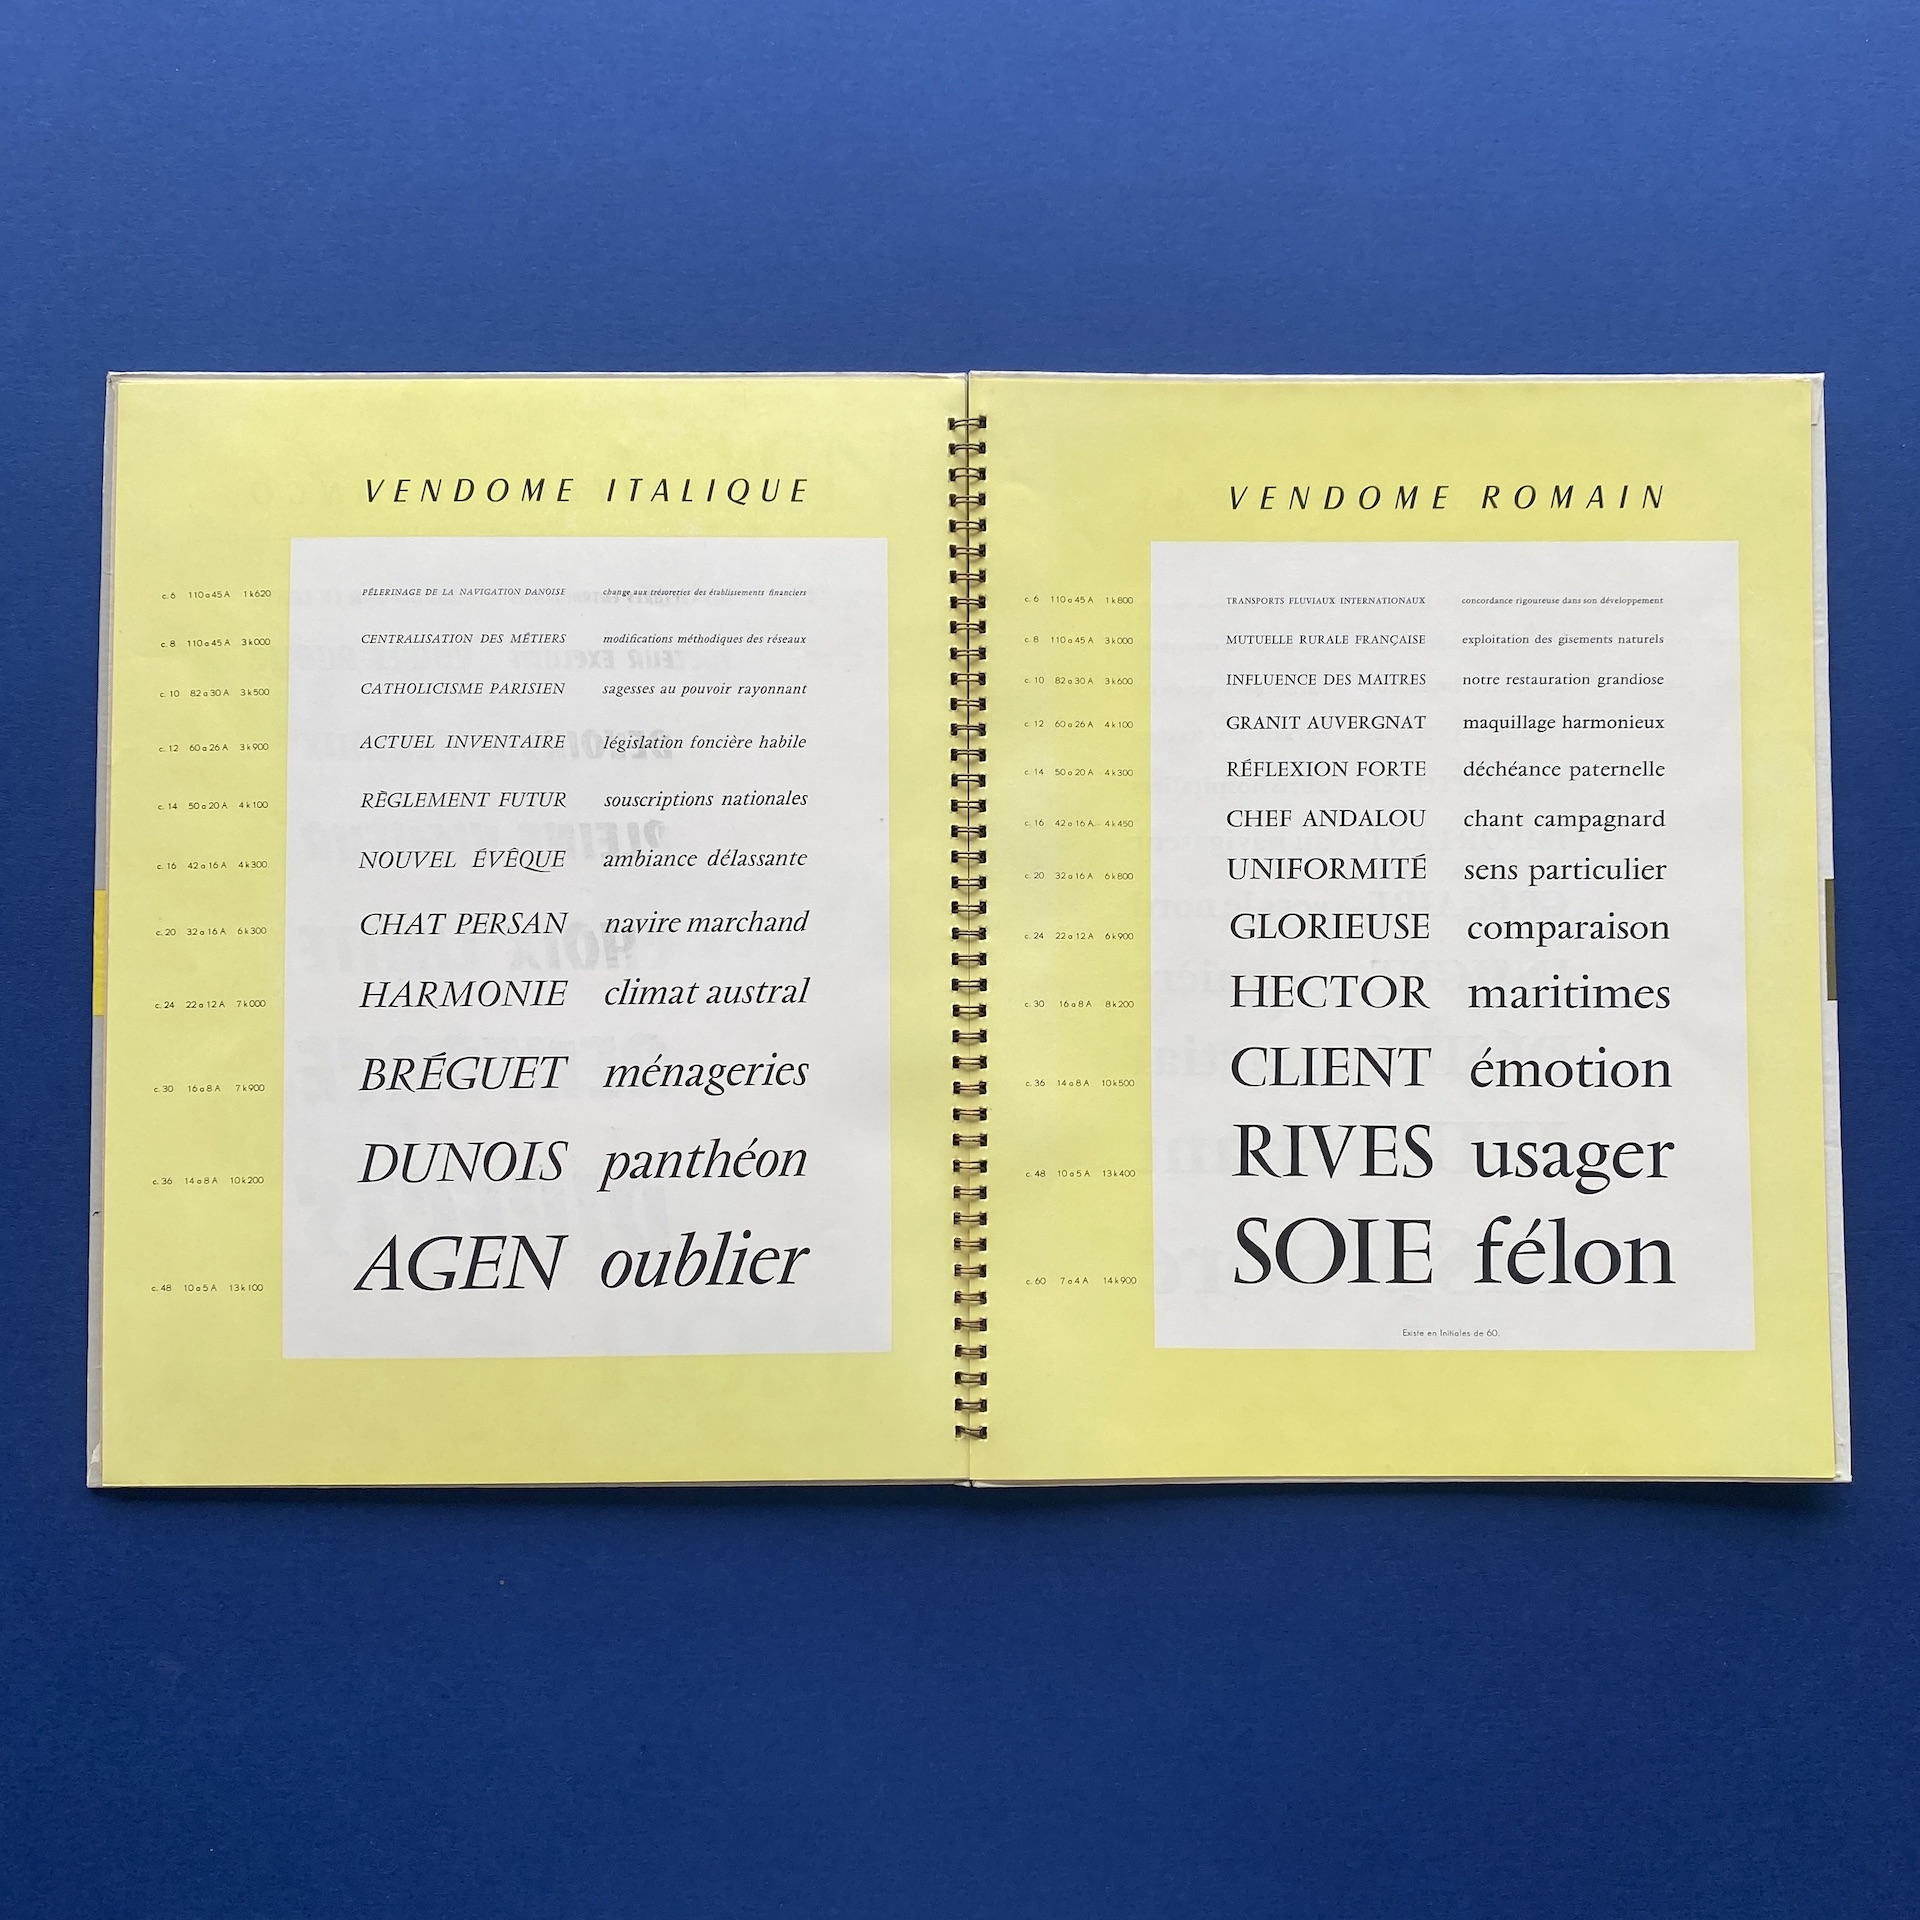 VENDOME ITALIQUE
c. 6 110 a 45 A 1 k 620 PÉLERINAGE DE LA NAVIGATION DANOISE change aux trésoreries des établissements financiers
c. 8 110 a 45 A 3 k 000 CENTRALISATION DES MÉTIERS modifications méthodiques des réseaux
c. 10 82 a 30 A 3 k 500 CATHOLICISME PARISIEN sagesses au pouvoir rayonnant
c. 12 60 a 26 A 3 k 900 ACTUEL INVENTAIRE législation foncière habile
c. 14 50 a 20 A 4 k 100 RÈGLEMENT FUTUR souscriptions nationales
c. 16 42 a 16 A 4 k 300 NOUVEL ÉVÊQUE ambiance délassante
c. 20 32 a 16 A 6 k 300 CHAT PERSAN navire marchand
c. 24 22 a 12 A 7 k 000 HARMONIE climat austral
c. 30 16 a 8 A 7 k 900 BRÉGUET ménageries
c. 36 14 a 8 A 10 k 200 DUNOIS panthéon
c. 48 10 a 5 A 13 k 100 AGEN oublier
VENDOME ROMAIN
c. 6 110 a 45 A 1 k 800 TRANSPORTS FLUVIAUX INTERNATIONAUX concordance rigoureuse dans son développement
c. 8 110 a 45 A 3 k 000 MUTUELLE RURALE FRANÇAISE exploitation des gisements naturels
c. 10 82 a 30 A 3 k 600 INFLUENCE DES MAITRES notre restauration grandiose
c. 12 60 a 26 A 4 k 100 GRANIT AUVERGNAT maquillage harmonieux
c. 14 50 a 20 A 4 k 300 RÉFLEXION FORTE déchéance paternelle
c. 16 42 a 16 A 4 k 450 CHEF ANDALOU chant campagnard
c. 20 32 a 16 A 6 k 800 UNIFORMITÉ sens particulier
c. 24 22 a 12 A 6 k 900 GLORIEUSE comparaison
c. 30 16 a 8 A 8 k 200 HECTOR maritimes
c. 36 14 a 8 A 10 k 500 CLIENT émotion
c. 48 10 a 5 A 13 k 400 RIVES usager
c. 60 7 a 4 A 14 k 900 SOIE félon
Existe en Initiales de 60.